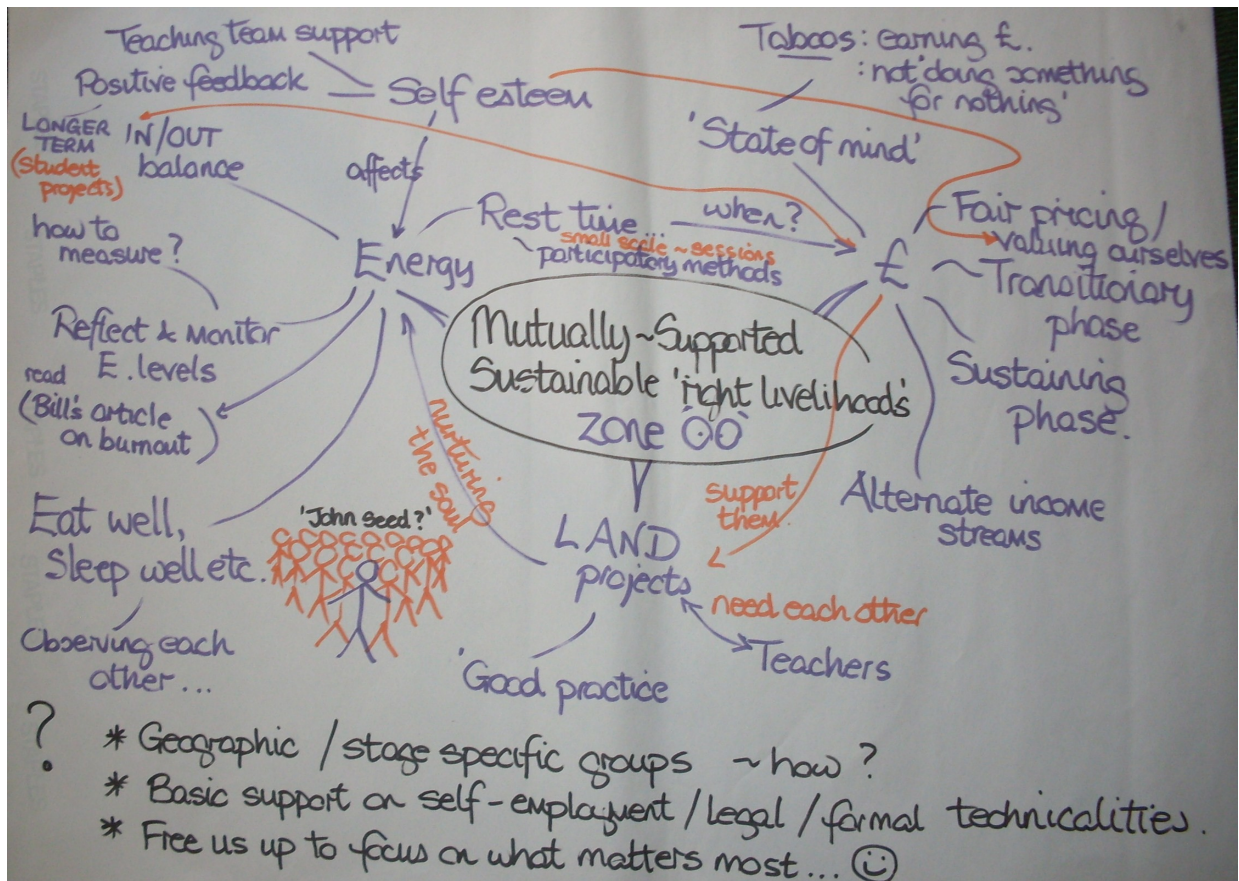 Teaching team support
Positive feedback
Self esteem
LONGER
TERM
(student
projects)
IN/OUT
balance
affects
Taboos: earning £.
: not 'doing something
for nothing'
'State of mind'
how to
measure?
Energy
Rest time...
when?
small scale ~ sessions
participatory methods
£
Fair pricing /
valuing ourselves
Transitionary
phase
Sustaining
phase.
Alternate income
streams
Reflect & Monitor
E. levels
read
(Bill's article
on burnout)
Mutually~Supported
Sustainable 'right livelihoods'
ZONE 00
nurturing
the soul
support
them.
Eat well,
Sleep well etc.
'John Seed?'
LAND
projects
need each other
Teachers
Observing each
other...
'Good practice
? * Geographic / stage specific groups ~ how?
* Basic support on self-employment / legal / formal technicalities.
* Free us up to focus on what matters most...